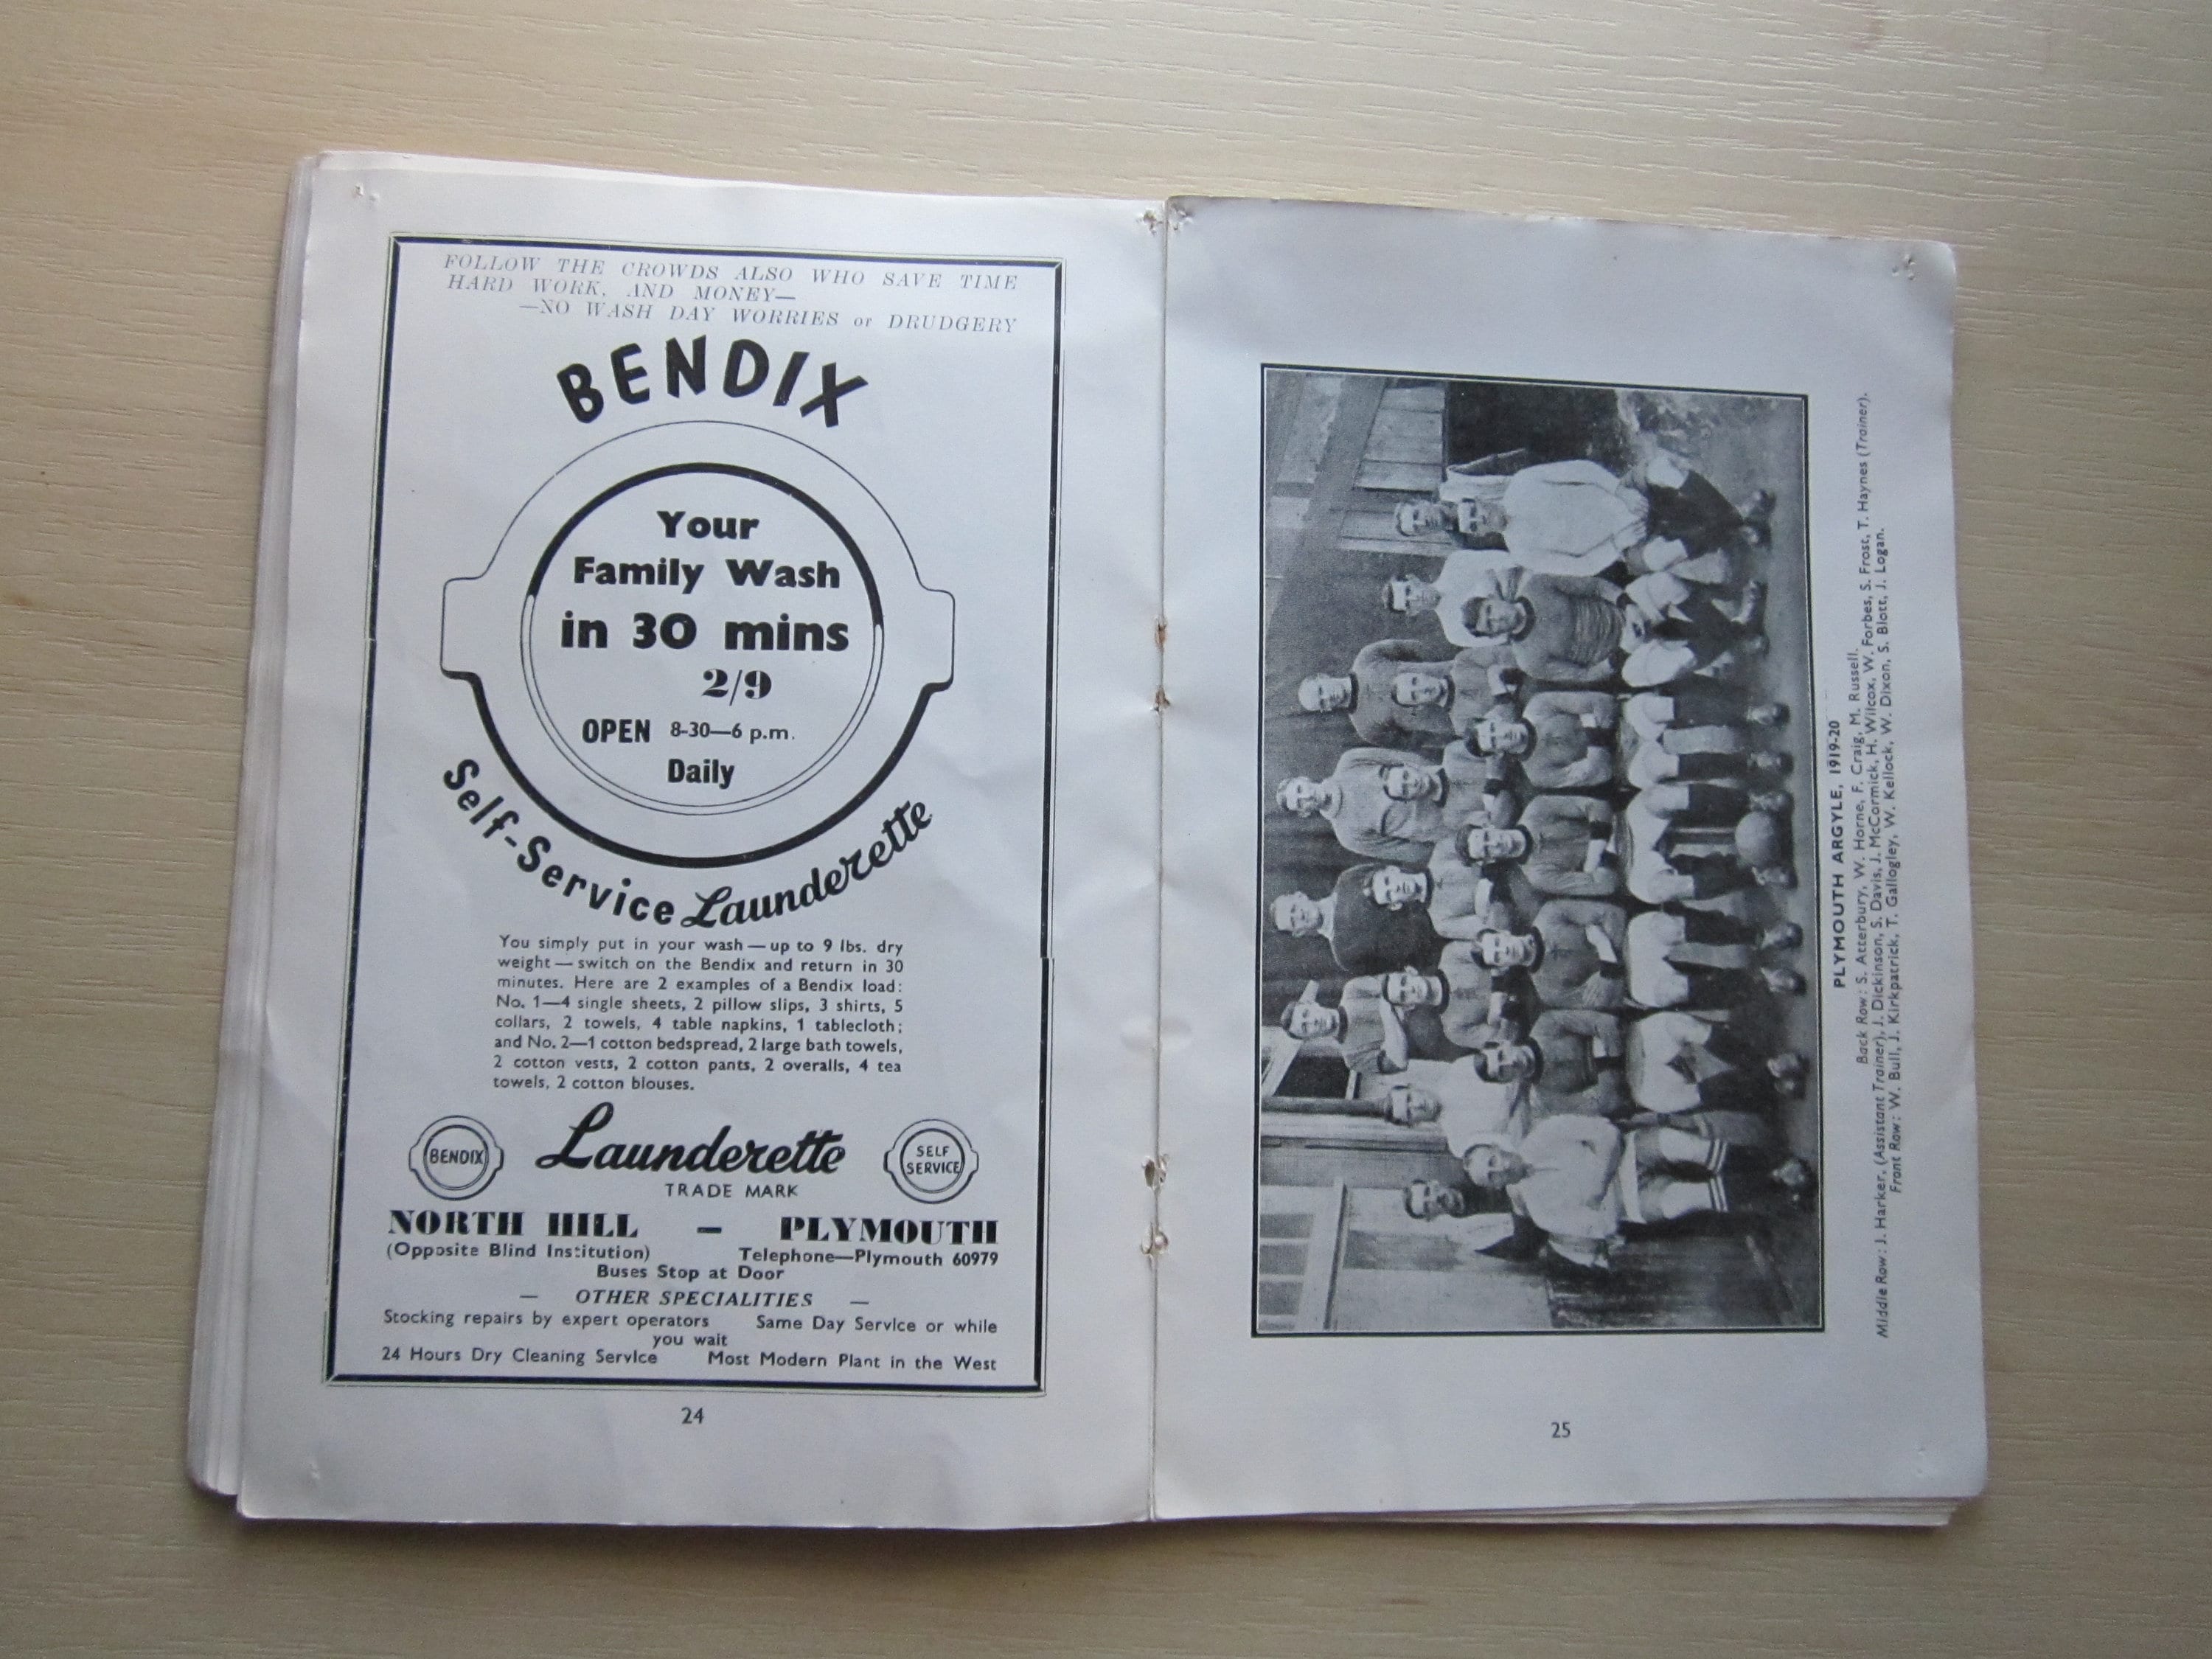 FOLLOW THE CROWDS ALSO WHO SAVE TIME
HARD WORK, AND MONEY—
—NO WASH DAY WORRIES or DRUDGERY
BENDIX
Your
Family Wash
in 30 mins
2/9
OPEN 8-30—6 p.m.
Daily
Self-Service Launderette
You simply put in your wash — up to 9 lbs. dry
weight — switch on the Bendix and return in 30
minutes. Here are 2 examples of a Bendix load:
No. 1—4 single sheets, 2 pillow slips, 3 shirts, 5
collars, 2 towels, 4 table napkins, 1 tablecloth;
and No. 2—1 cotton bedspread, 2 large bath towels,
2 cotton vests, 2 cotton pants, 2 overalls, 4 tea
towels, 2 cotton blouses.
BENDIX
Launderette
SELF
SERVICE
TRADE MARK
NORTH HILL — PLYMOUTH
(Opposite Blind Institution) Telephone—Plymouth 60979
Buses Stop at Door
— OTHER SPECIALITIES —
Stocking repairs by expert operators Same Day Service or while
you wait
24 Hours Dry Cleaning Service Most Modern Plant in the West
24
PLYMOUTH ARGYLE, 1919-20
Back Row: S. Atterbury, W. Horne, F. Craig, M. Russell.
Middle Row: J. Harker, (Assistant Trainer), J. Dickinson, S. Davis, J. McCormick, H. Wilcox, W. Forbes, S. Frost, T. Haynes (Trainer).
Front Row: W. Bull, J. Kirkpatrick, T. Gallogley, W. Kellock, W. Dixon, S. Blott, J. Logan.
25